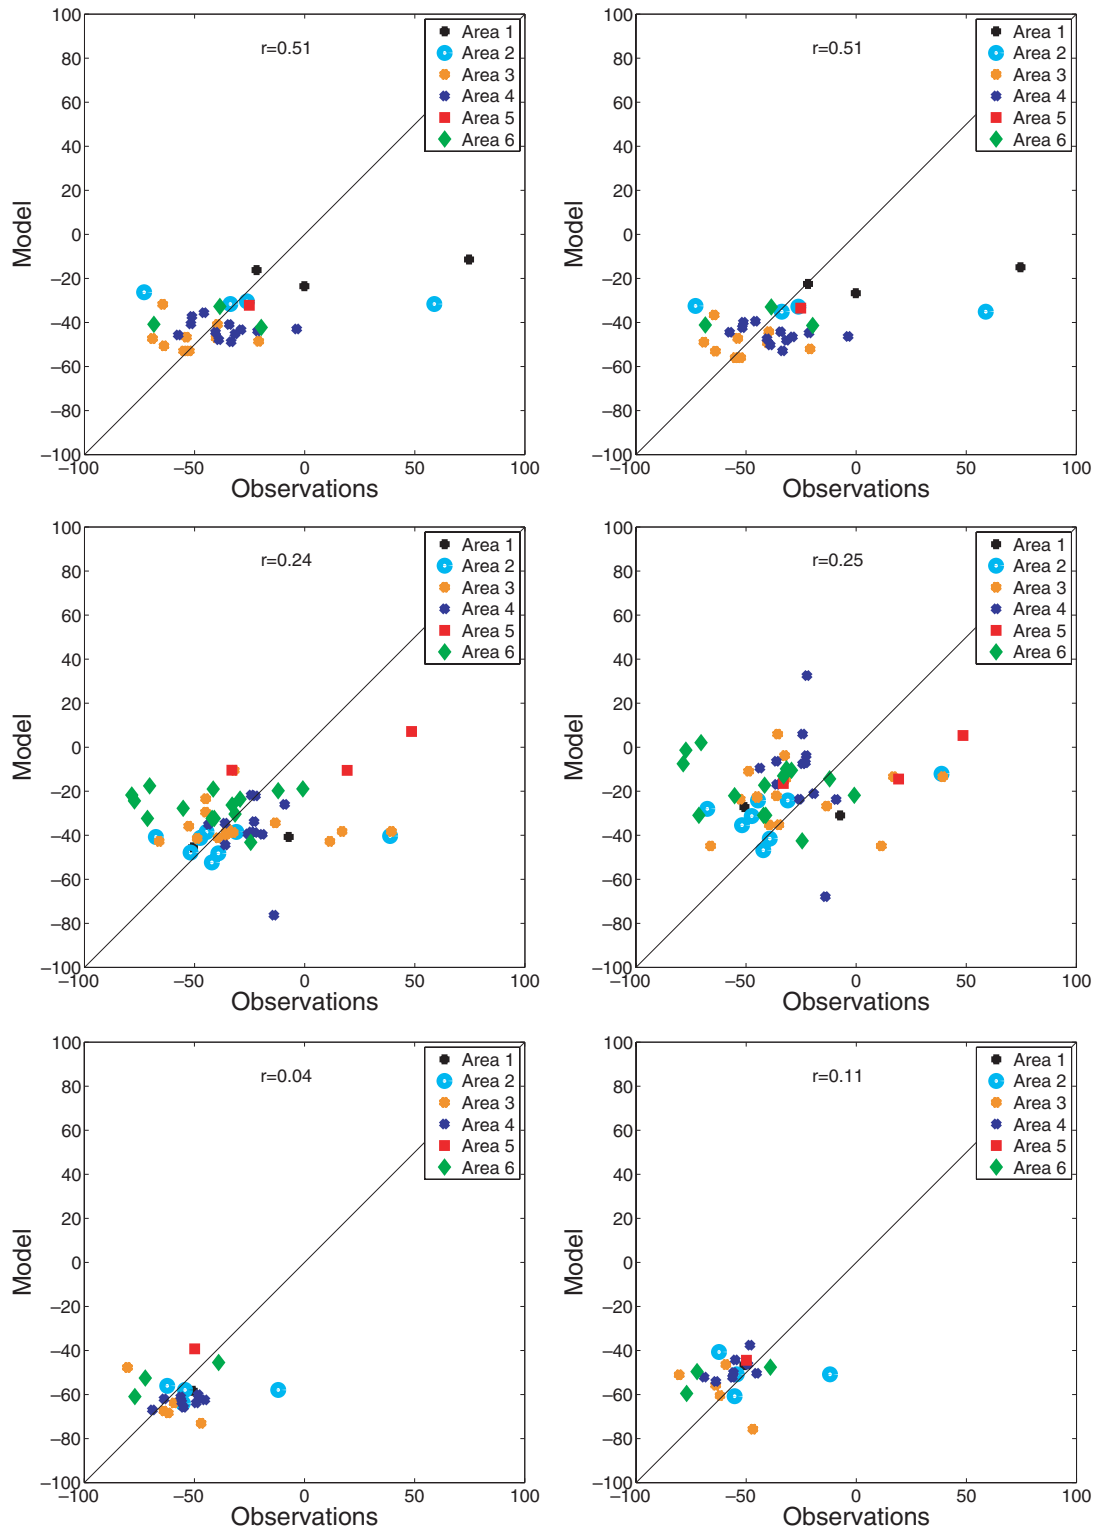 100
80
60
40
20
0
−20
−40
−60
−80
−100
−100
−50
0
50
100
Model
Observations
r=0.51
Area 1
Area 2
Area 3
Area 4
Area 5
Area 6
100
80
60
40
20
0
−20
−40
−60
−80
−100
−100
−50
0
50
100
Model
Observations
r=0.51
Area 1
Area 2
Area 3
Area 4
Area 5
Area 6
100
80
60
40
20
0
−20
−40
−60
−80
−100
−100
−50
0
50
100
Model
Observations
r=0.24
Area 1
Area 2
Area 3
Area 4
Area 5
Area 6
100
80
60
40
20
0
−20
−40
−60
−80
−100
−100
−50
0
50
100
Model
Observations
r=0.25
Area 1
Area 2
Area 3
Area 4
Area 5
Area 6
100
80
60
40
20
0
−20
−40
−60
−80
−100
−100
−50
0
50
100
Model
Observations
r=0.04
Area 1
Area 2
Area 3
Area 4
Area 5
Area 6
100
80
60
40
20
0
−20
−40
−60
−80
−100
−100
−50
0
50
100
Model
Observations
r=0.11
Area 1
Area 2
Area 3
Area 4
Area 5
Area 6